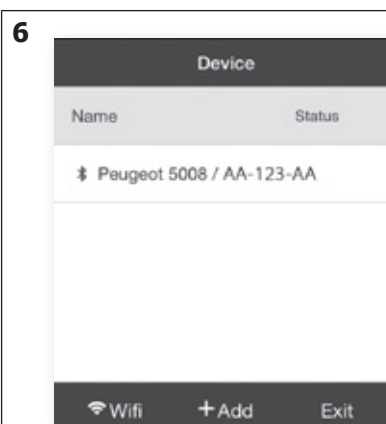 6
Device
Name Status
Peugeot 5008 / AA-123-AA
Wifi +Add Exit